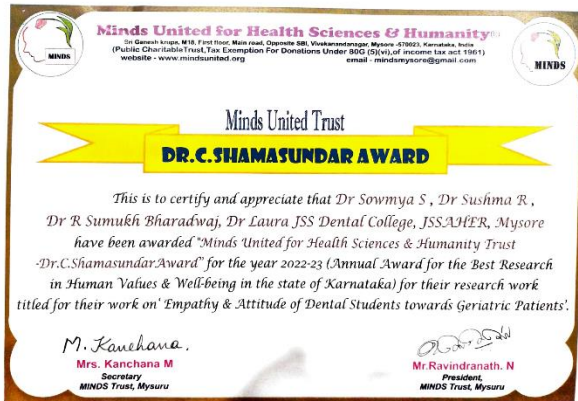 Minds United for Health Sciences & Humanity(R)
Sri Ganesh krupa, M18, First floor, Main road, Opposite SBI, Vivekanandanagar, Mysore -570023, Karnataka, India
(Public CharitableTrust,Tax Exemption For Donations Under 80G (5)(vi),of income tax act 1961)
website - www.mindsunited.org email - mindsmysore@gmail.com
MINDS
MINDS
Minds United Trust
DR.C.SHAMASUNDAR AWARD
This is to certify and appreciate that Dr Sowmya S , Dr Sushma R ,
Dr R Sumukh Bharadwaj, Dr Laura JSS Dental College, JSSAHER, Mysore
have been awarded "Minds United for Health Sciences & Humanity Trust
-Dr.C.ShamasundarAward" for the year 2022-23 (Annual Award for the Best Research
in Human Values & Well-being in the state of Karnataka) for their research work
titled for their work on' Empathy & Attitude of Dental Students towards Geriatric Patients'.
M. Kanchana.
Mrs. Kanchana M
Secretary
MINDS Trust, Mysuru
Mr.Ravindranath. N
President,
MINDS Trust, Mysuru